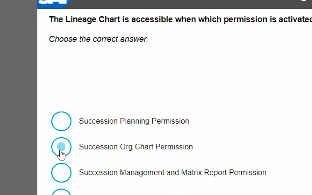 The Lineage Chart is accessible when which permission is activated
Choose the correct answer.
Succession Planning Permission
Succession Org Chart Permission
Succession Management and Matrix Report Permission